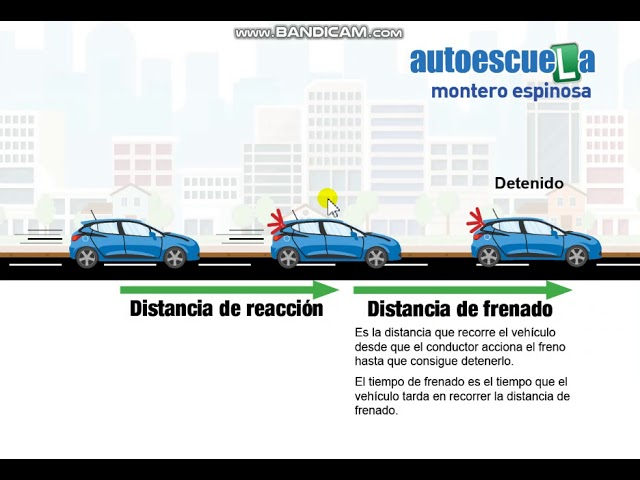 www.BANDICAM.com
autoescueLa
montero espinosa
Detenido
Distancia de reacción
Distancia de frenado
Es la distancia que recorre el vehículo
desde que el conductor acciona el freno
hasta que consigue detenerlo.
El tiempo de frenado es el tiempo que el
vehículo tarda en recorrer la distancia de
frenado.